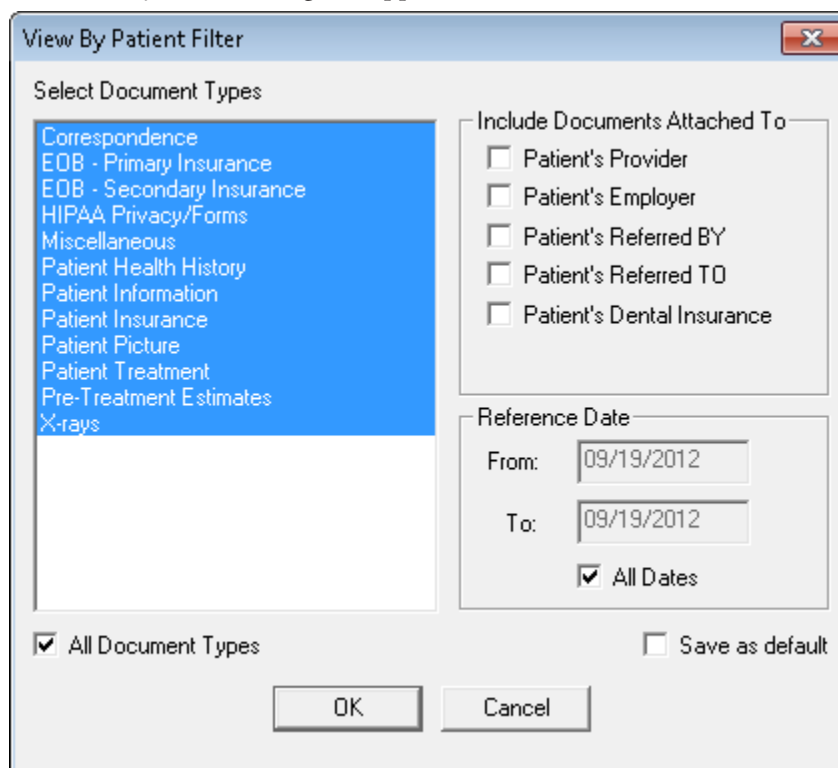 View By Patient Filter
Select Document Types
Correspondence
EOB - Primary Insurance
EOB - Secondary Insurance
HIPAA Privacy/Forms
Miscellaneous
Patient Health History
Patient Information
Patient Insurance
Patient Picture
Patient Treatment
Pre-Treatment Estimates
X-rays
All Document Types
Include Documents Attached To
Patient's Provider
Patient's Employer
Patient's Referred BY
Patient's Referred TO
Patient's Dental Insurance
Reference Date
From: 09/19/2012
To: 09/19/2012
All Dates
Save as default
OK Cancel